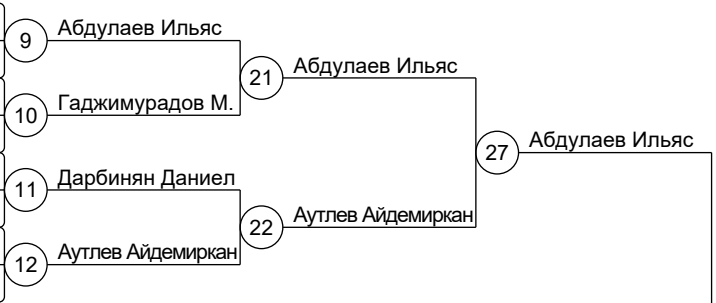 9 Абдулаев Ильяс
21 Абдулаев Ильяс
10 Гаджимурадов М.
27 Абдулаев Ильяс
11 Дарбинян Даниел
22 Аутлев Айдемиркан
12 Аутлев Айдемиркан